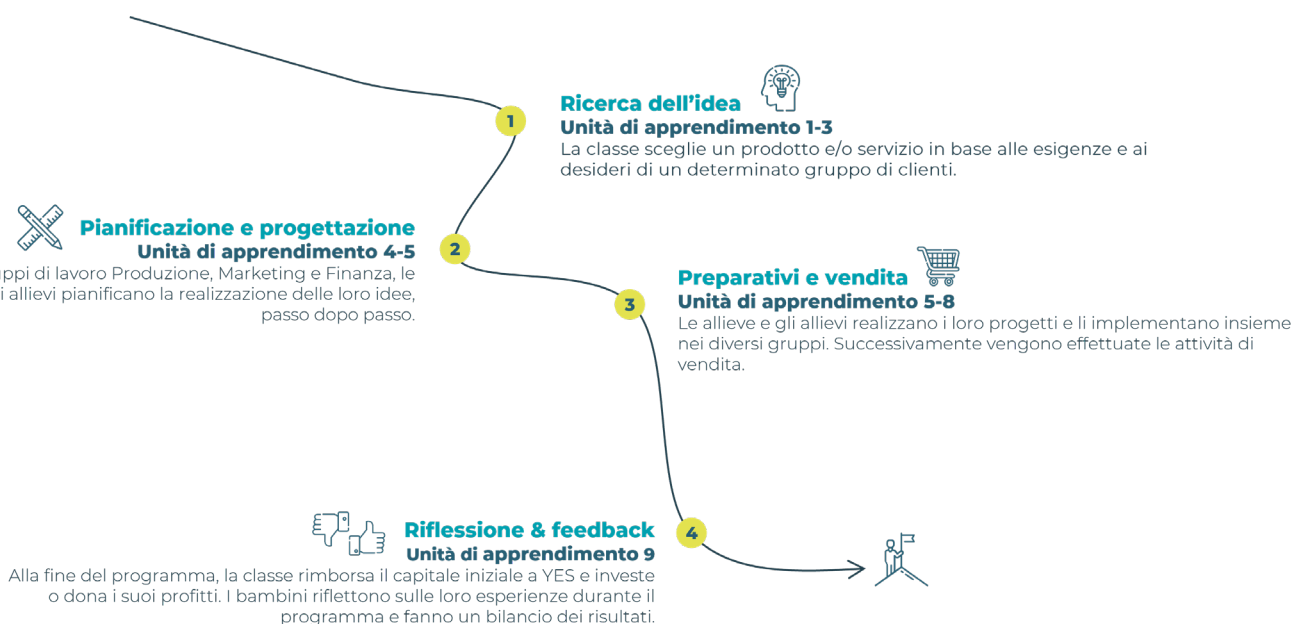 1
Ricerca dell'idea
Unità di apprendimento 1-3
La classe sceglie un prodotto e/o servizio in base alle esigenze e ai
desideri di un determinato gruppo di clienti.
2
Pianificazione e progettazione
Unità di apprendimento 4-5
di lavoro Produzione, Marketing e Finanza, le
allievi pianificano la realizzazione delle loro idee,
passo dopo passo.
3
Preparativi e vendita
Unità di apprendimento 5-8
Le allieve e gli allievi realizzano i loro progetti e li implementano insieme
nei diversi gruppi. Successivamente vengono effettuate le attività di
vendita.
4
Riflessione & feedback
Unità di apprendimento 9
Alla fine del programma, la classe rimborsa il capitale iniziale a YES e investe
o dona i suoi profitti. I bambini riflettono sulle loro esperienze durante il
programma e fanno un bilancio dei risultati.